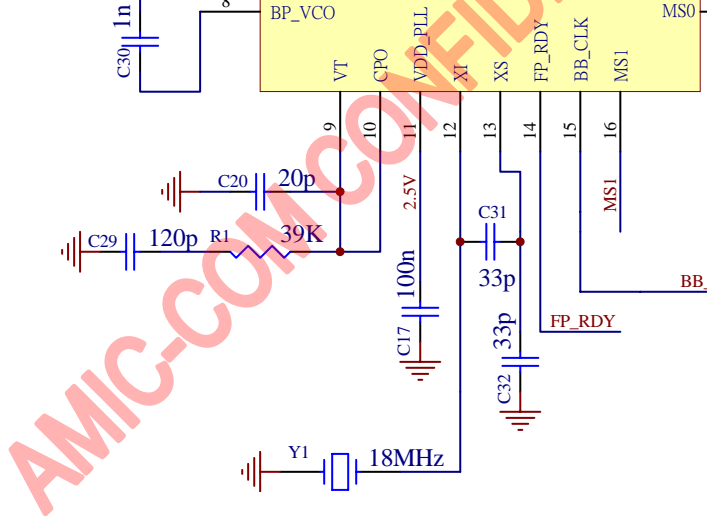 8
BP_VCO
MS0
1n
C30
VT
CPO
VDD_PLL
XI
XS
FP_RDY
BB_CLK
MS1
9
10
11
12
13
14
15
16
C20
20p
2.5V
MS1
C29
120p
R1
39K
C31
33p
100n
C17
33p
C32
BB_
FP_RDY
Y1
18MHz
AMIC-COM CONFID